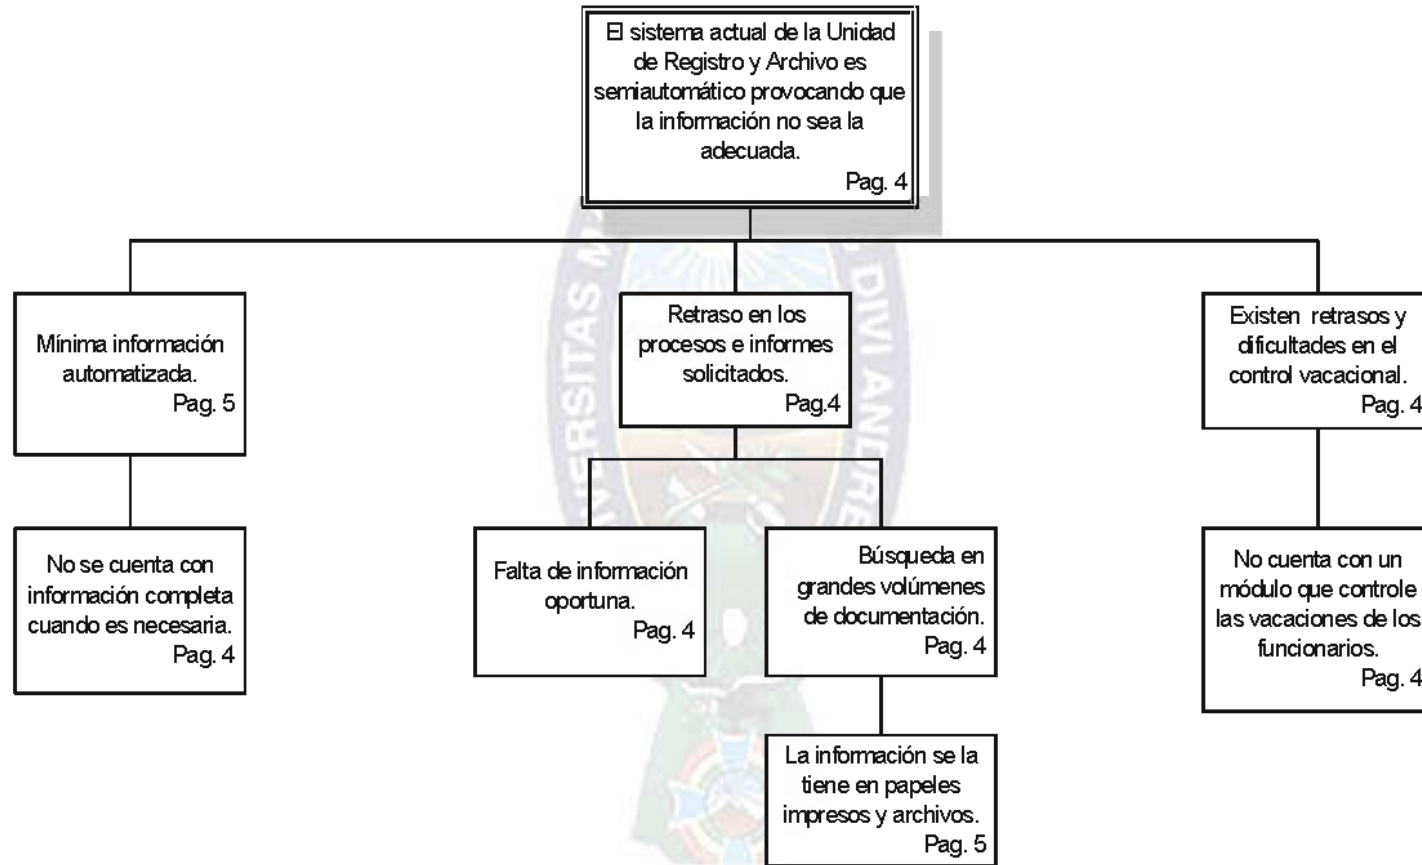 El sistema actual de la Unidad
de Registro y Archivo es
semiautomático provocando que
la información no sea la
adecuada.
Pag. 4
Mínima información
automatizada.
Pag. 5
Retraso en los
procesos e informes
solicitados.
Pag.4
Existen retrasos y
dificultades en el
control vacacional.
Pag. 4
No se cuenta con
información completa
cuando es necesaria.
Pag. 4
Falta de información
oportuna.
Pag. 4
Búsqueda en
grandes volúmenes
de documentación.
Pag. 4
No cuenta con un
módulo que controle
las vacaciones de los
funcionarios.
Pag. 4
La información se la
tiene en papeles
impresos y archivos.
Pag. 5
DIVI ANDRE
VERSITAS M